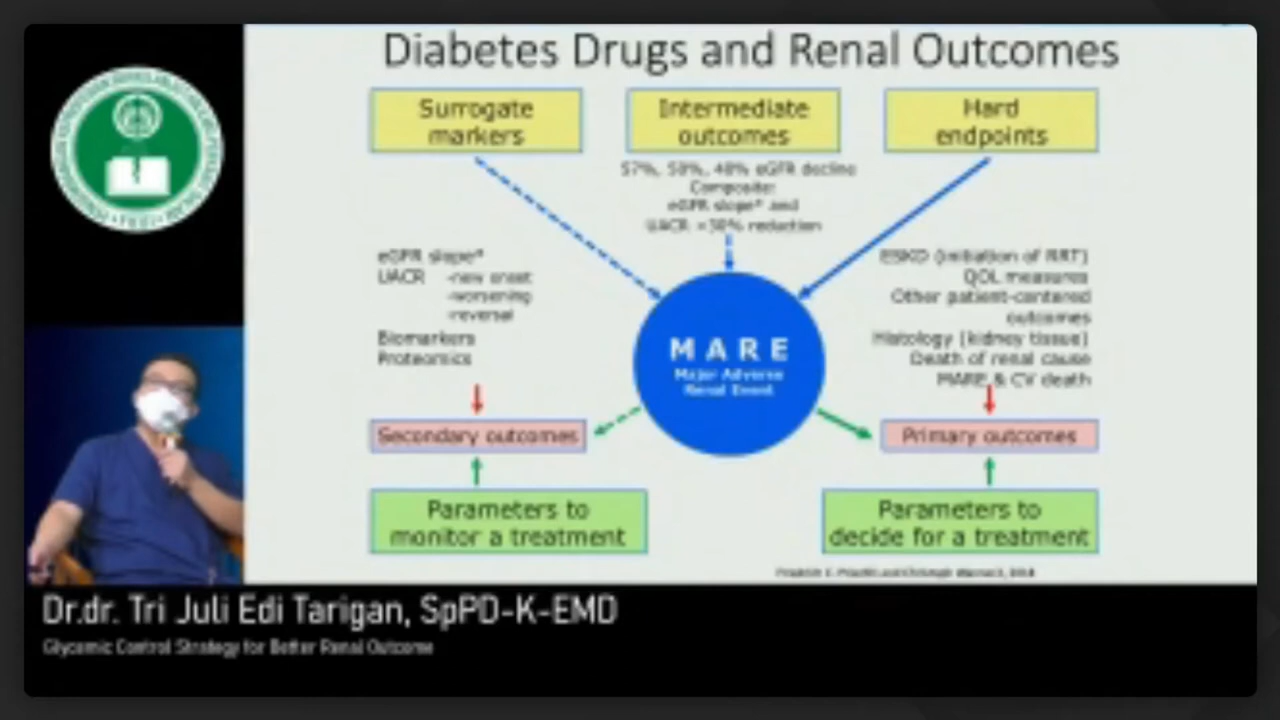 Diabetes Drugs and Renal Outcomes
Surrogate
markers
Intermediate
outcomes
Hard
endpoints
57%, 50%, 40% eGFR decline
Composite:
eGFR slope* and
UACR >30% reduction
eGFR slope*
UACR -new onset
-worsening
-reversal
Biomarkers
Proteomics
MARE
Major Adverse
Renal Event
ESKD (initiation of RRT)
QOL measures
Other patient-centered
outcomes
Histology (kidney tissue)
Death of renal cause
MARE & CV death
Secondary outcomes
Primary outcomes
Parameters to
monitor a treatment
Parameters to
decide for a treatment
Dr.dr. Tri Juli Edi Tarigan, SpPD-K-EMD
Glycemic Control Strategy for Better Renal Outcome